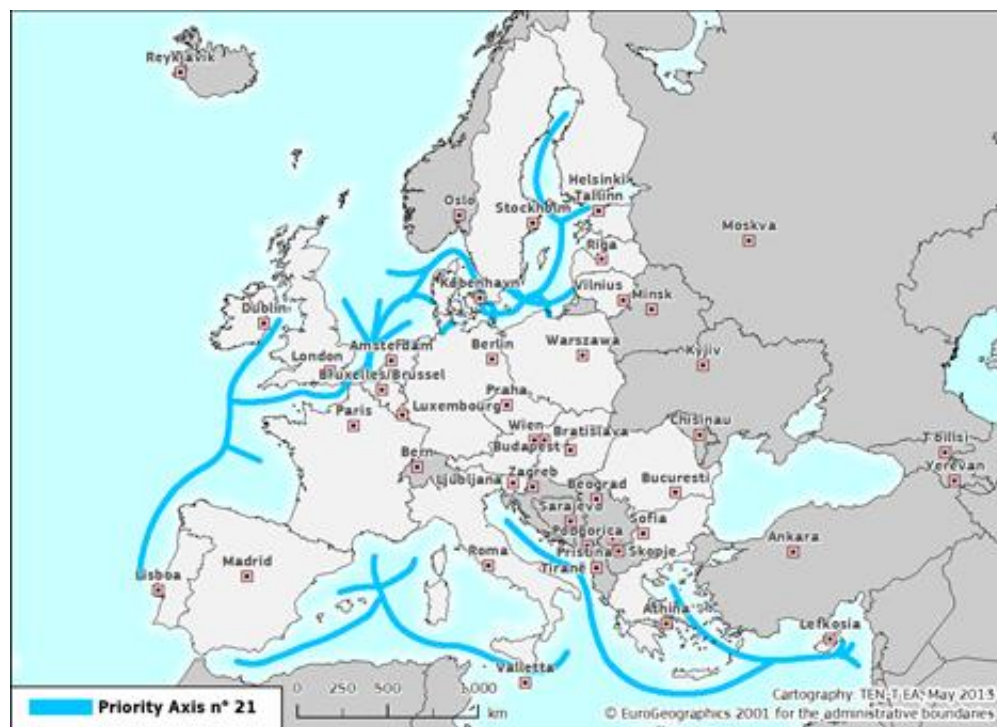 Reykjavik
Helsinki
Tallinn
Oslo
Stockholm
Moskva
Riga
København
Vilnius
Minsk
Dublin
Amsterdam
Berlin
Warszawa
London
Bruxelles/Brussel
Kyjiv
Praha
Luxembourg
Paris
Wien
Bratislava
Chisinau
Budapest
Bern
Tbilisi
Ljubljana
Zagreb
Beograd
Bucuresti
Yerevan
Sarajevo
Sofia
Podgorica
Ankara
Roma
Pristina
Skopje
Madrid
Tiranë
Lisboa
Athina
Lefkosia
Valletta
0 250 500 1.000
km
Priority Axis n° 21
Cartography: TEN-T EA, May 2013
© EuroGeographics 2001 for the administrative boundaries